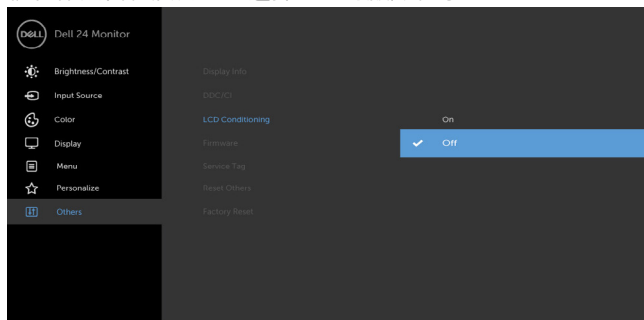 DELL
Dell 24 Monitor
Brightness/Contrast
Input Source
Color
Display
Menu
Personalize
Others
Display Info
DDC/CI
LCD Conditioning
Firmware
Service Tag
Reset Others
Factory Reset
On
Off